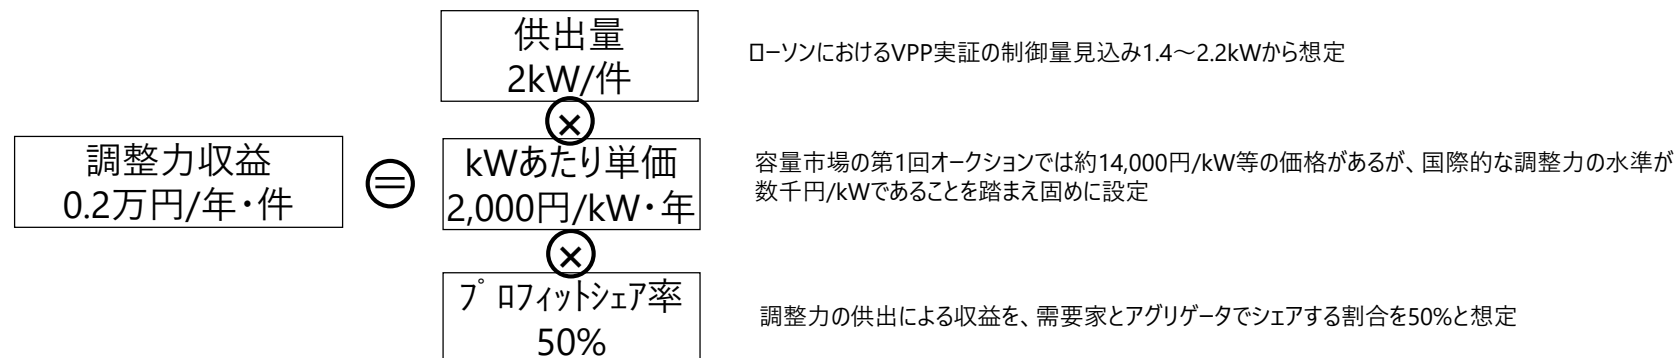 供出量
2kW/件
ローソンにおけるVPP実証の制御量見込み1.4～2.2kWから想定
×
調整力収益
0.2万円/年・件
＝
kWあたり単価
2,000円/kW・年
容量市場の第1回オークションでは約14,000円/kW等の価格があるが、国際的な調整力の水準が
数千円/kWであることを踏まえ固めに設定
×
プロフィットシェア率
50%
調整力の供出による収益を、需要家とアグリゲータでシェアする割合を50%と想定